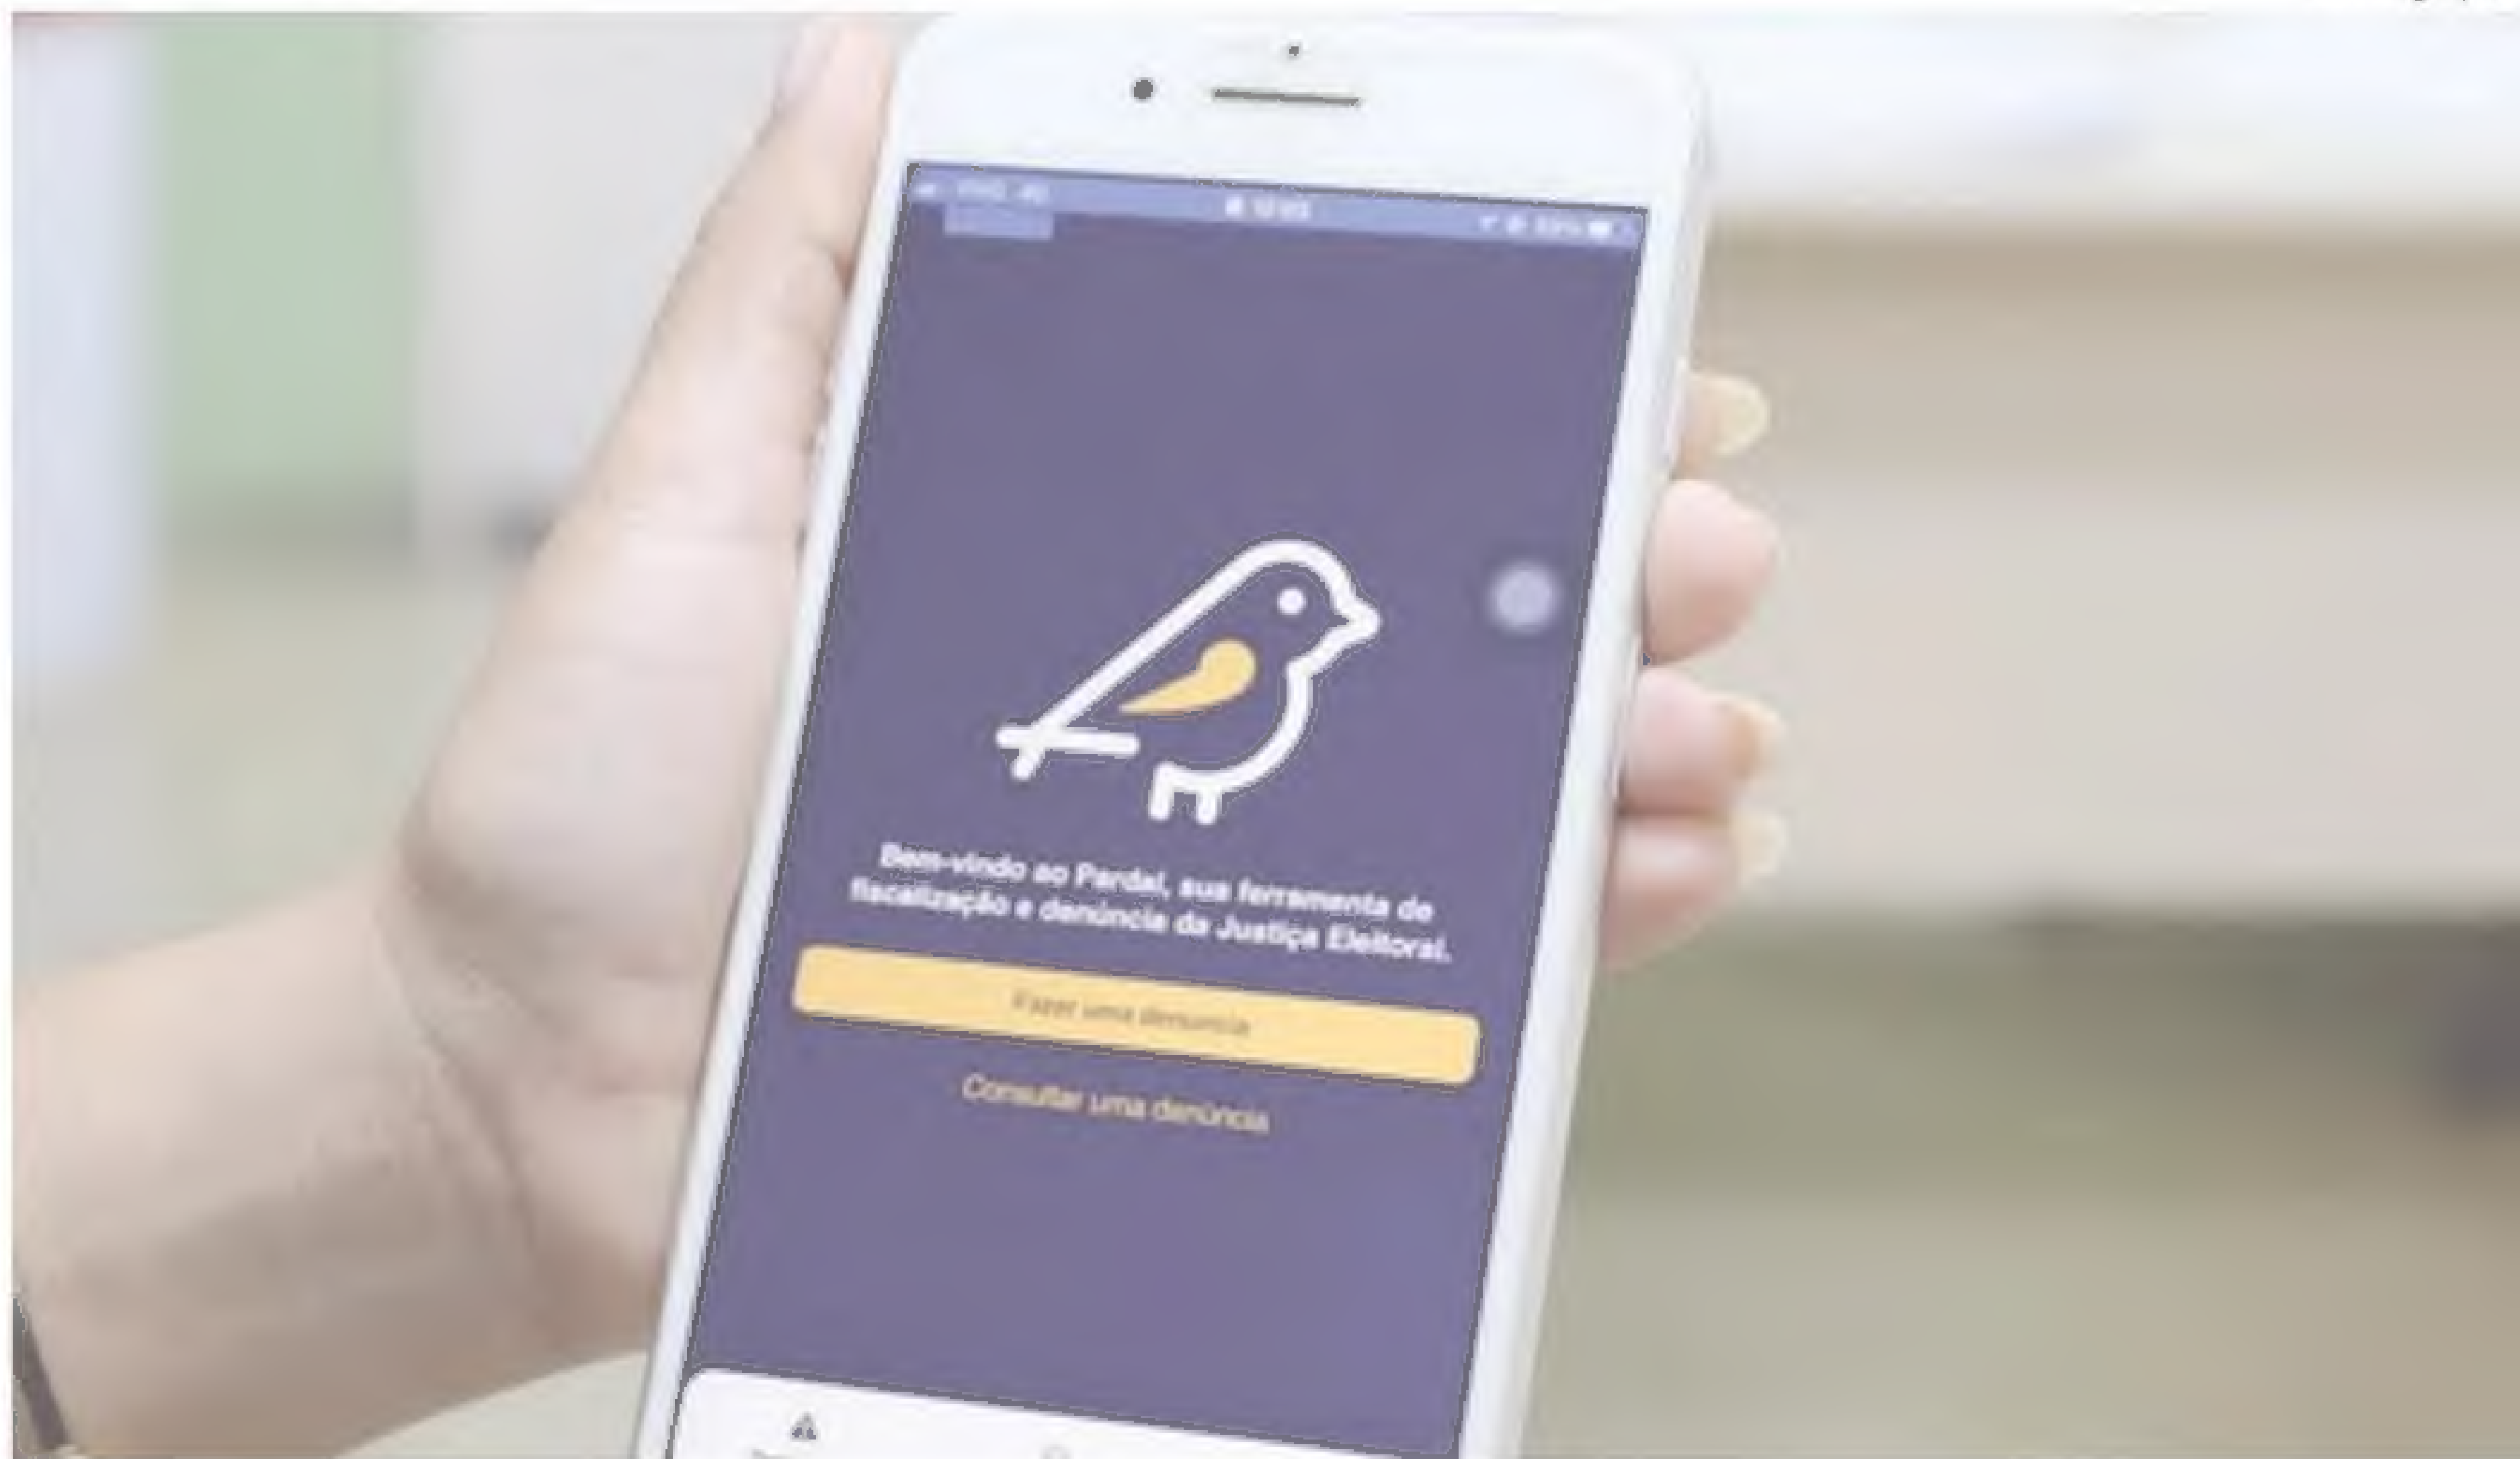 Bem-vindo ao Pardal, sua ferramenta de
fiscalização e denúncia da Justiça Eleitoral.
Fazer uma denúncia
Consultar uma denúncia